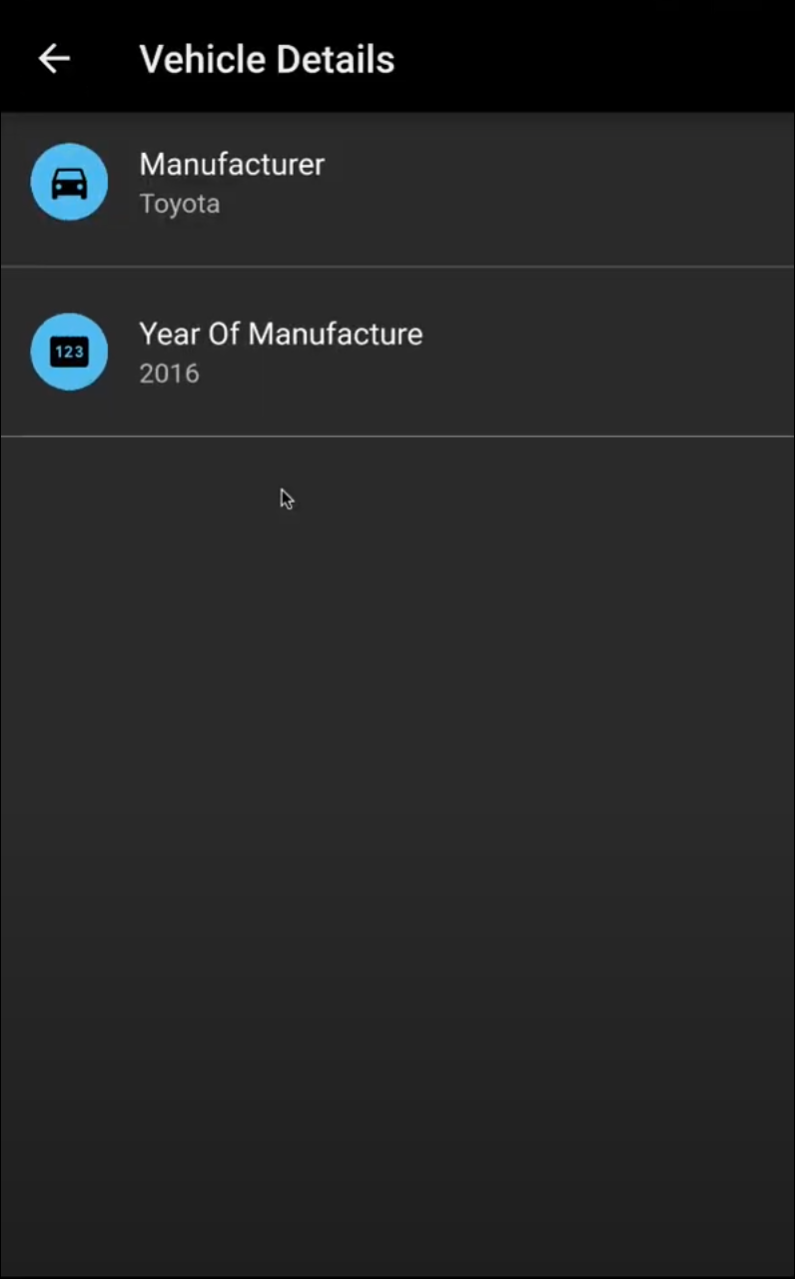 Vehicle Details
Manufacturer
Toyota
Year Of Manufacture
123
2016